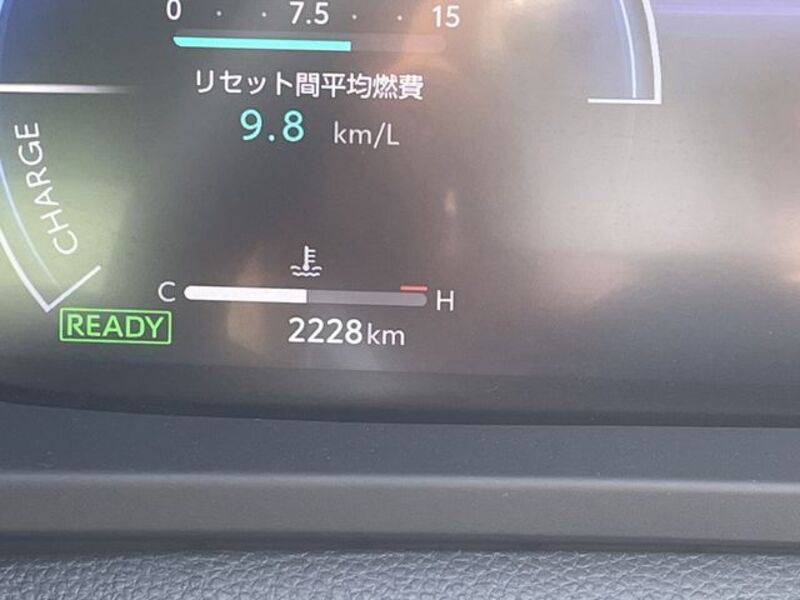 0 · · 7.5 · · 15
リセット間平均燃費
9.8 km/L
CHARGE
C H
READY
2228km